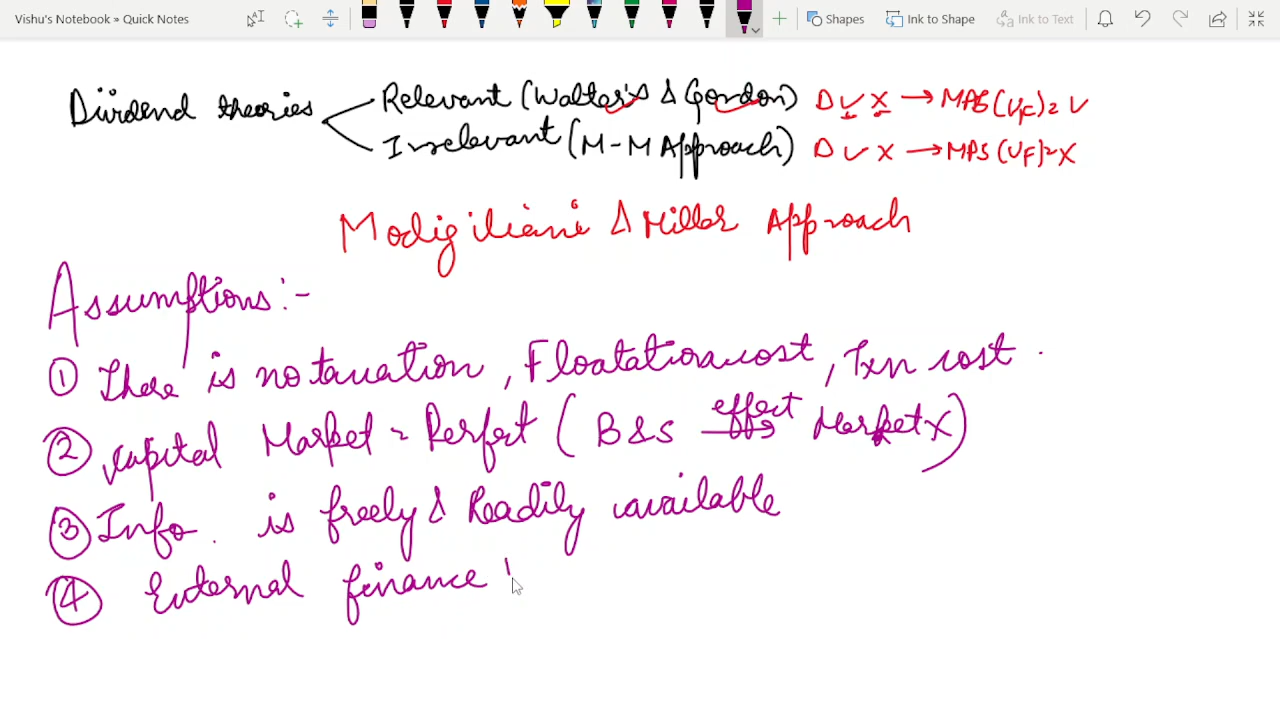 Vishu's Notebook » Quick Notes
Shapes
Ink to Shape
Ink to Text
Dividend theories
Relevant (Walter's & Gordon) D ✓ X → MPS (VF) = ✓
Irrelevant (M-M Approach) D ✓ X → MPS (VF) = X
Modigiliani & Miller Approach
Assumptions:-
① There is no taxation, Floatation cost, Txn cost.
② capital Market = Perfect ( B&S effect → Market X)
③ Info. is freely & Readily available
④ External finance